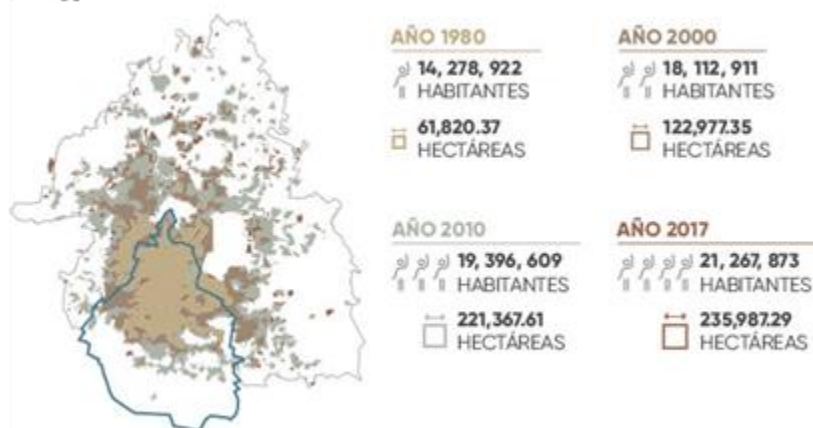 AÑO 1980
14, 278, 922
HABITANTES
61,820.37
HECTÁREAS
AÑO 2000
18, 112, 911
HABITANTES
122,977.35
HECTÁREAS
AÑO 2010
19, 396, 609
HABITANTES
221,367.61
HECTÁREAS
AÑO 2017
21, 267, 873
HABITANTES
235,987.29
HECTÁREAS